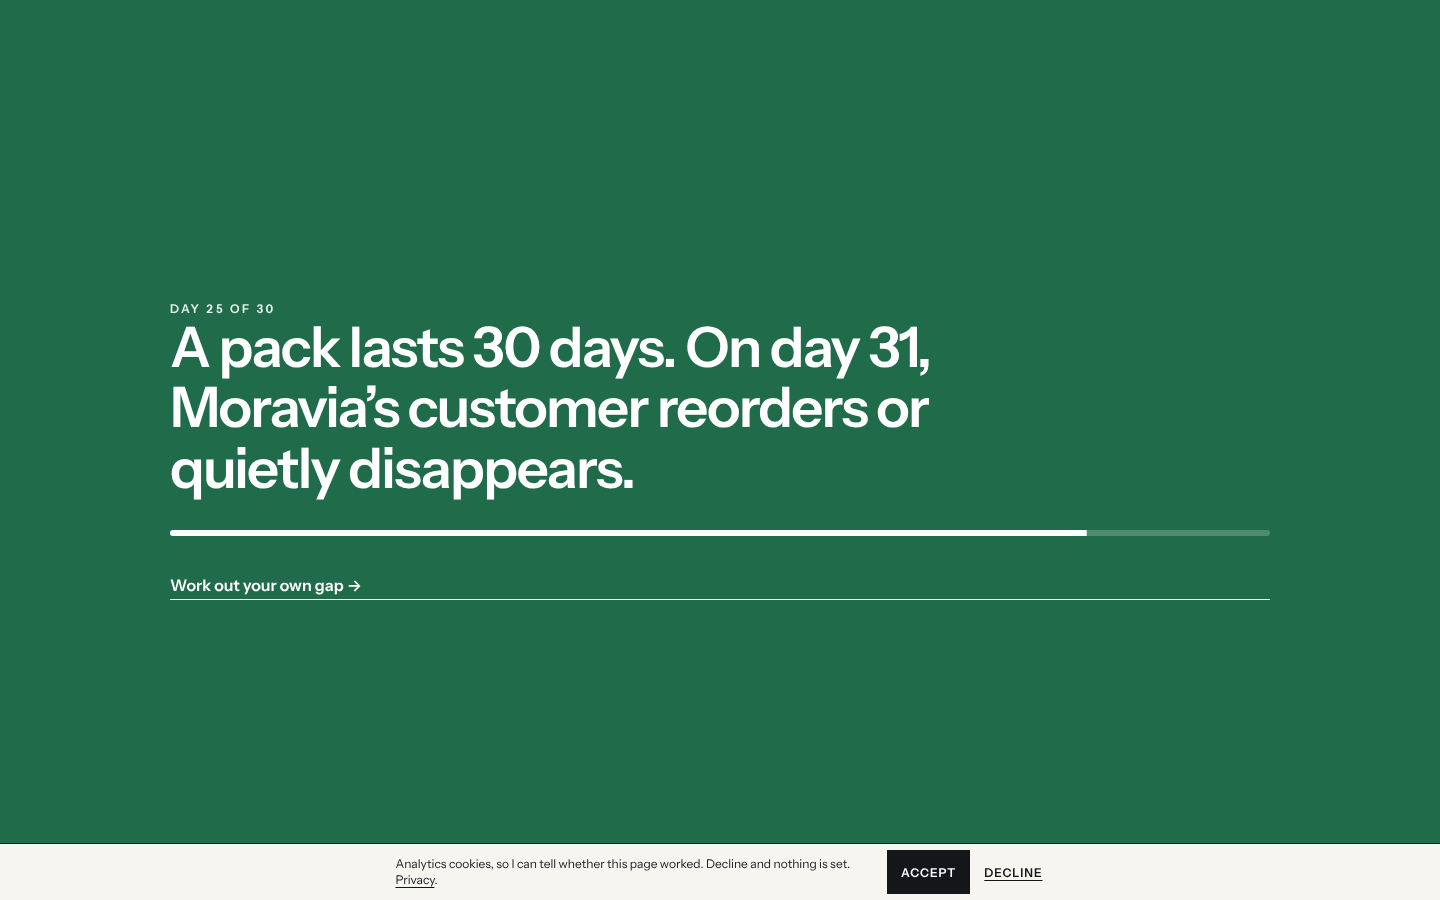 DAY 25 OF 30
A pack lasts 30 days. On day 31,
Moravia’s customer reorders or
quietly disappears.
Work out your own gap →
Analytics cookies, so I can tell whether this page worked. Decline and nothing is set.
Privacy.
ACCEPT
DECLINE